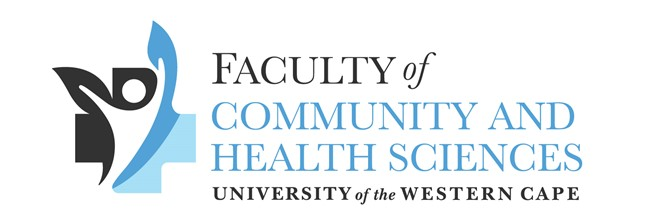 FACULTY of
COMMUNITY AND
HEALTH SCIENCES
UNIVERSITY of the WESTERN CAPE